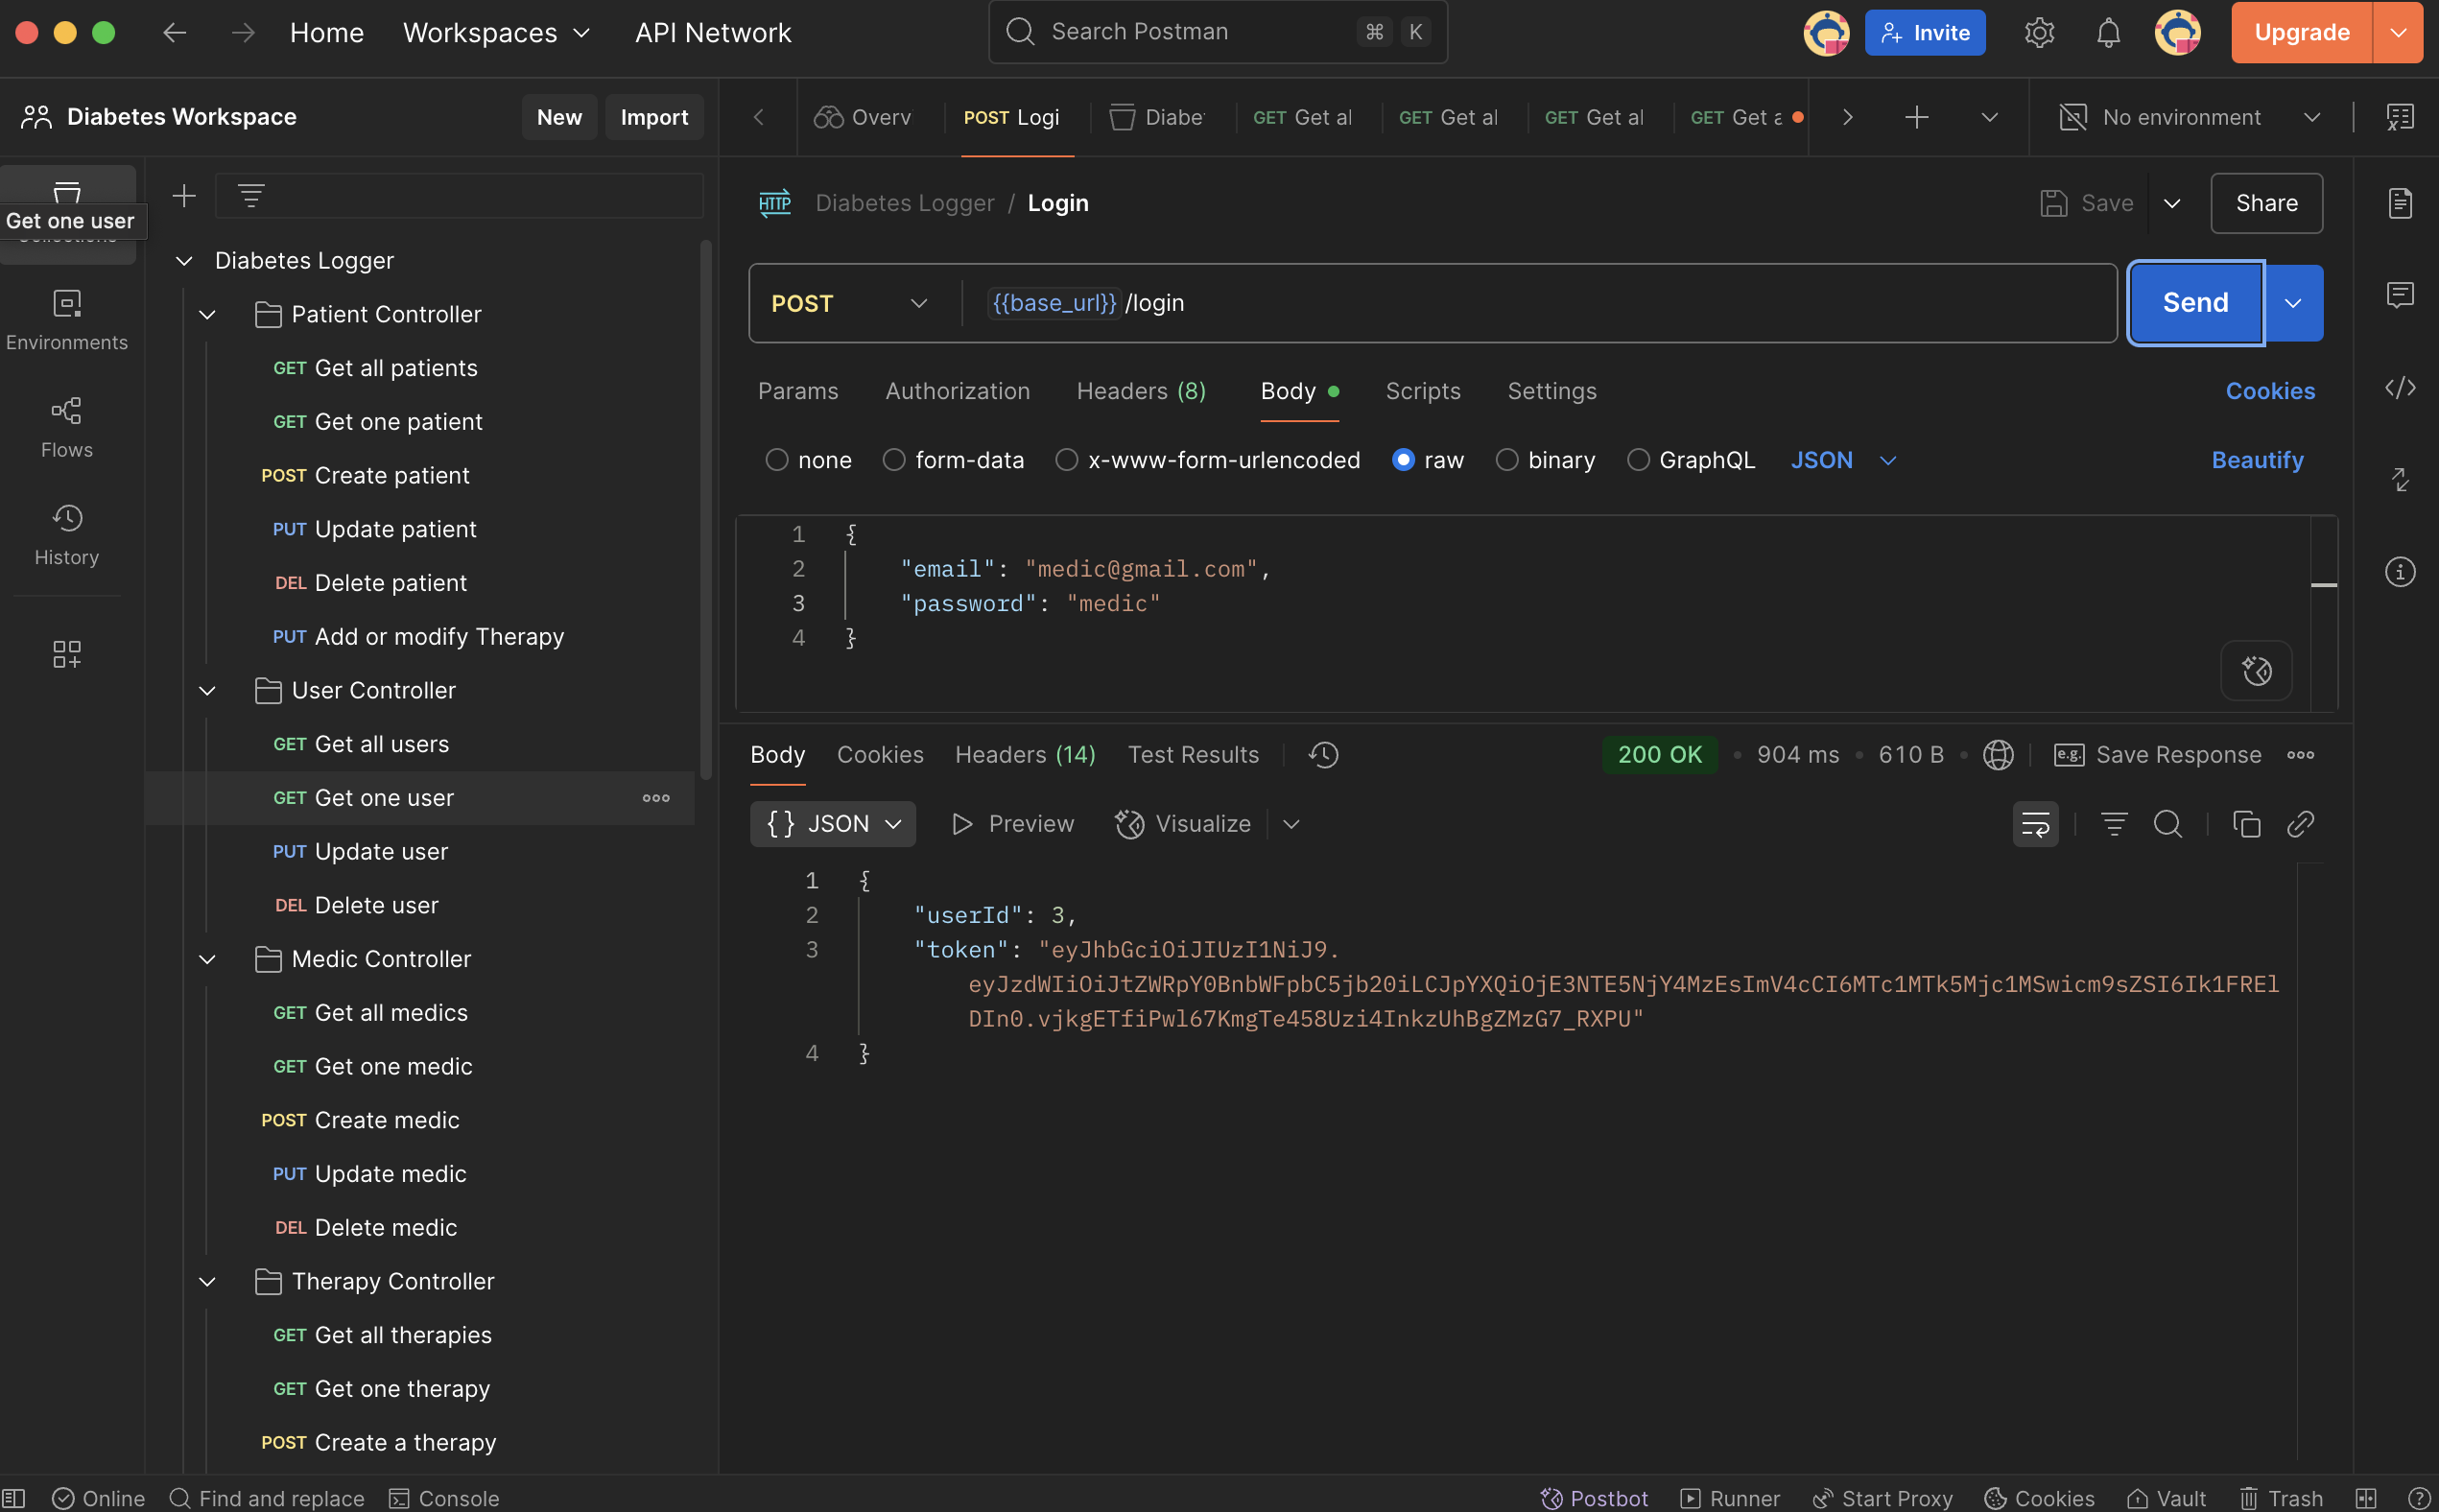 Home Workspaces API Network Search Postman ⌘ K Invite Upgrade
Diabetes Workspace New Import Overv POST Logi Diabe GET Get al GET Get al GET Get al GET Get a No environment
Get one user
Environments
Flows
History
Diabetes Logger
Patient Controller
GET Get all patients
GET Get one patient
POST Create patient
PUT Update patient
DEL Delete patient
PUT Add or modify Therapy
User Controller
GET Get all users
GET Get one user
PUT Update user
DEL Delete user
Medic Controller
GET Get all medics
GET Get one medic
POST Create medic
PUT Update medic
DEL Delete medic
Therapy Controller
GET Get all therapies
GET Get one therapy
POST Create a therapy
HTTP Diabetes Logger / Login Save Share
POST {{base_url}} /login Send
Params Authorization Headers (8) Body Scripts Settings Cookies
none form-data x-www-form-urlencoded raw binary GraphQL JSON Beautify
1 {
2 "email": "medic@gmail.com",
3 "password": "medic"
4 }
Body Cookies Headers (14) Test Results 200 OK 904 ms 610 B e.g. Save Response
{} JSON Preview Visualize
1 {
2 "userId": 3,
3 "token": "eyJhbGciOiJIUzI1NiJ9.
eyJzdWIiOiJtZWRpY0BnbWFpbC5jb20iLCJpYXQiOjE3NTE5NjY4MzEsImV4cCI6MTc1MTk5Mjc1MSwicm9sZSI6Ik1FREl
DIn0.vjkgETfiPwl67KmgTe458Uzi4InkzUhBgZMzG7_RXPU"
4 }
Online Find and replace Console Postbot Runner Start Proxy Cookies Vault Trash